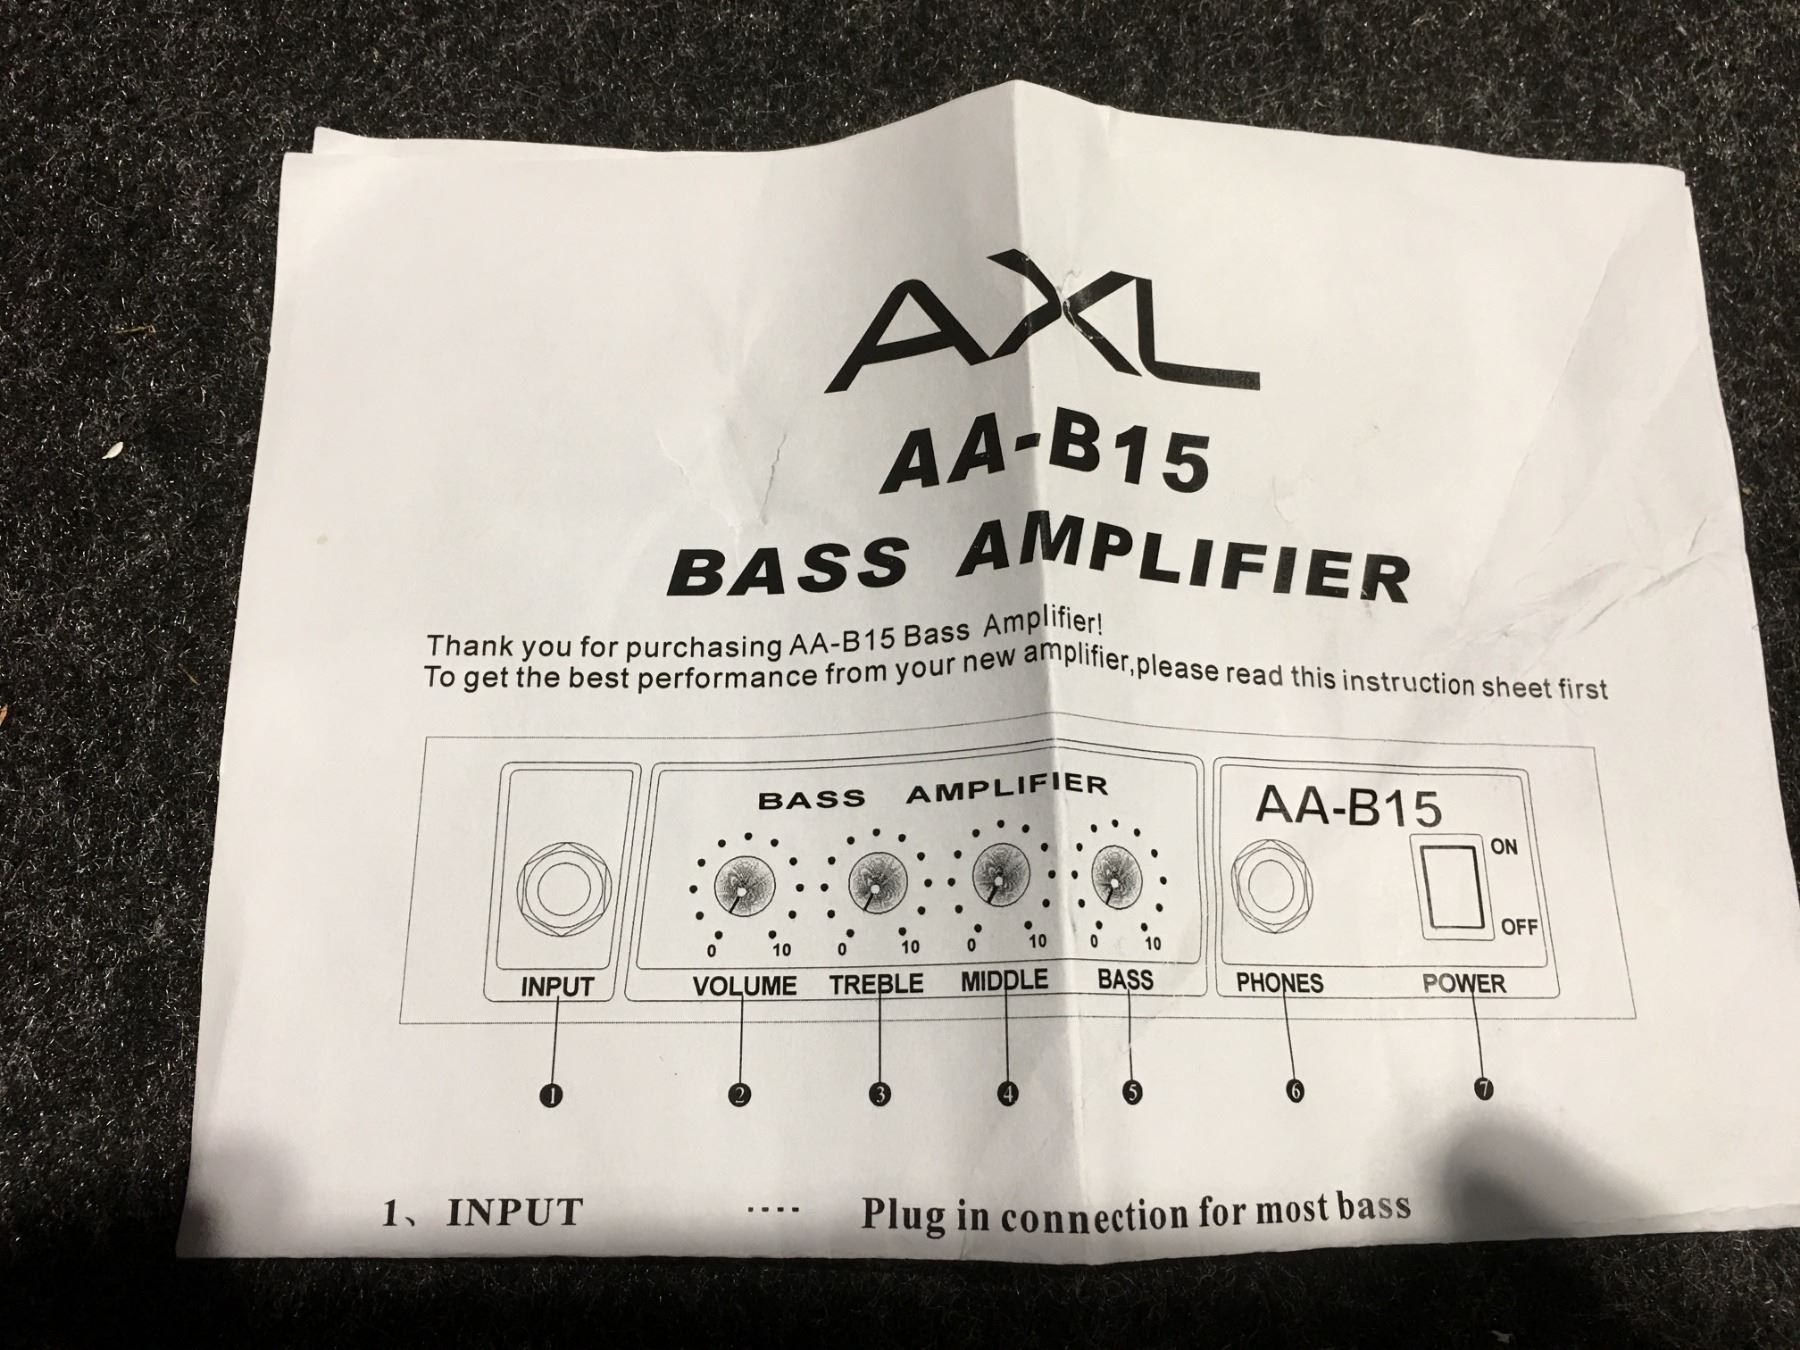 AXL
AA-B15
BASS AMPLIFIER
Thank you for purchasing AA-B15 Bass Amplifier!
To get the best performance from your new amplifier,please read this instruction sheet first
BASS AMPLIFIER
AA-B15
ON
OFF
0 10 0 10 0 10 0 10
INPUT VOLUME TREBLE MIDDLE BASS PHONES POWER
1 2 3 4 5 6 7
1、 INPUT ···· Plug in connection for most bass